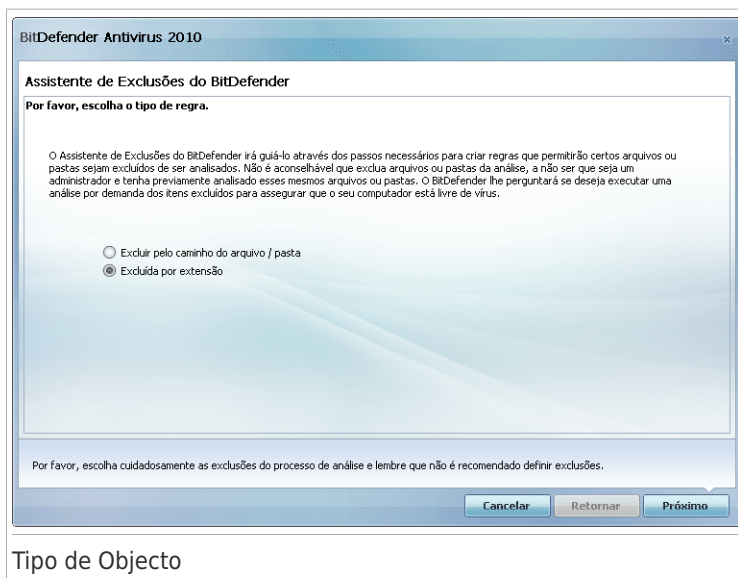 BitDefender Antivirus 2010
Assistente de Exclusões do BitDefender
Por favor, escolha o tipo de regra.
O Assistente de Exclusões do BitDefender irá guiá-lo através dos passos necessários para criar regras que permitirão certos arquivos ou
pastas sejam excluídos de ser analisados. Não é aconselhável que exclua arquivos ou pastas da análise, a não ser que seja um
administrador e tenha previamente analisado esses mesmos arquivos ou pastas. O BitDefender lhe perguntará se deseja executar uma
análise por demanda dos itens excluídos para assegurar que o seu computador está livre de vírus.
Excluir pelo caminho do arquivo / pasta
Excluída por extensão
Por favor, escolha cuidadosamente as exclusões do processo de análise e lembre que não é recomendado definir exclusões.
Cancelar Retornar Próximo
Tipo de Objecto